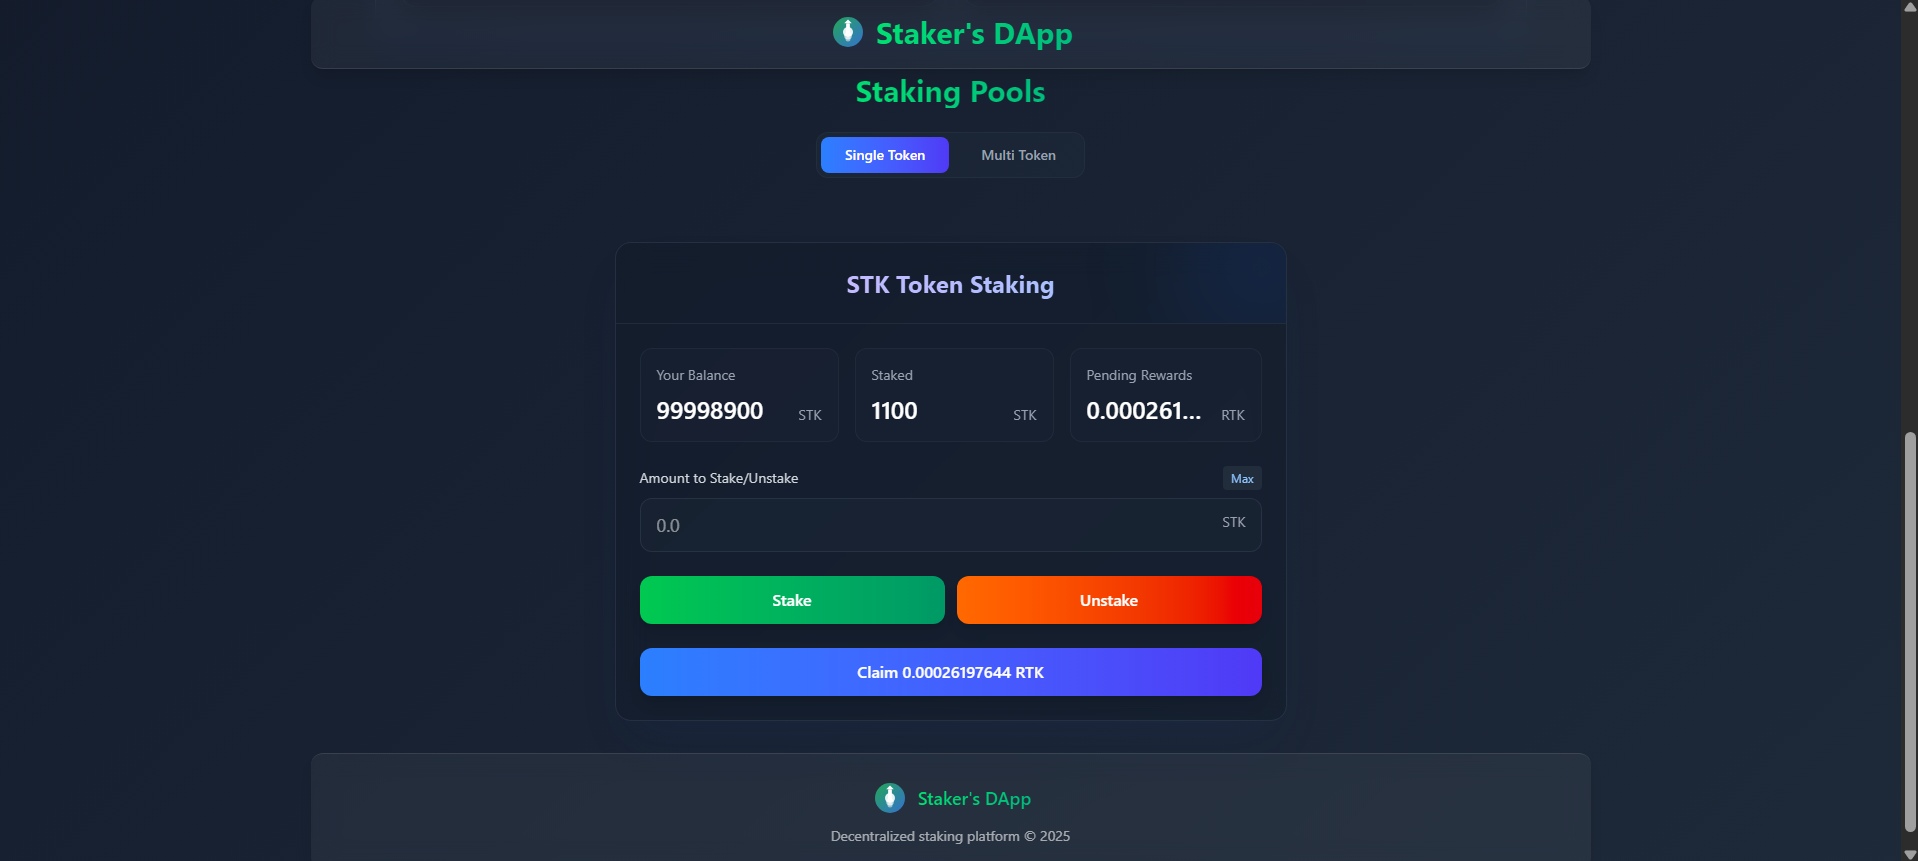 Staker's DApp
Staking Pools
Single Token
Multi Token
STK Token Staking
Your Balance
99998900 STK
Staked
1100 STK
Pending Rewards
0.000261... RTK
Amount to Stake/Unstake
Max
0.0 STK
Stake
Unstake
Claim 0.00026197644 RTK
Staker's DApp
Decentralized staking platform © 2025